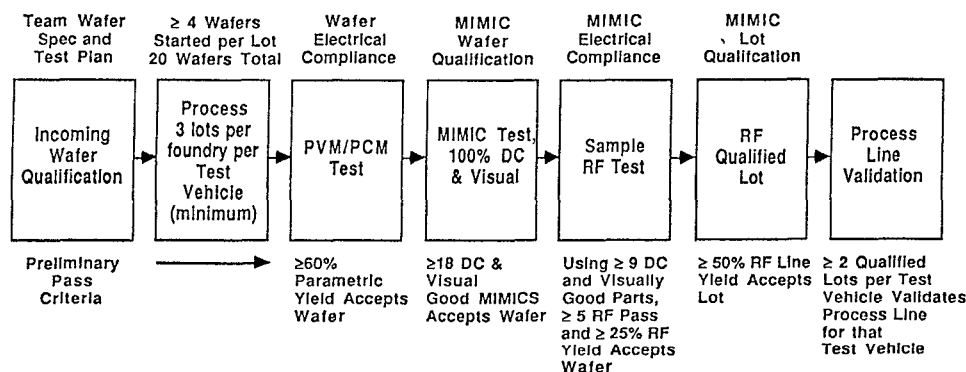 Team Wafer
Spec and
Test Plan
≥ 4 Wafers
Started per Lot
20 Wafers Total
Wafer
Electrical
Compliance
MIMIC
Wafer
Qualification
MIMIC
Electrical
Compliance
MIMIC
Lot
Qualifcation
Incoming
Wafer
Qualification
Process
3 lots per
foundry per
Test
Vehicle
(minimum)
PVM/PCM
Test
MIMIC Test,
100% DC
& Visual
Sample
RF Test
RF
Qualified
Lot
Process
Line
Validation
Preliminary
Pass
Criteria
≥60%
Parametric
Yield Accepts
Wafer
≥18 DC &
Visual
Good MIMICS
Accepts Wafer
Using ≥ 9 DC
and Visually
Good Parts,
≥ 5 RF Pass
and ≥ 25% RF
Yield Accepts
Wafer
≥ 50% RF Line
Yield Accepts
Lot
≥ 2 Qualified
Lots per Test
Vehicle Validates
Process Line
for that
Test Vehicle